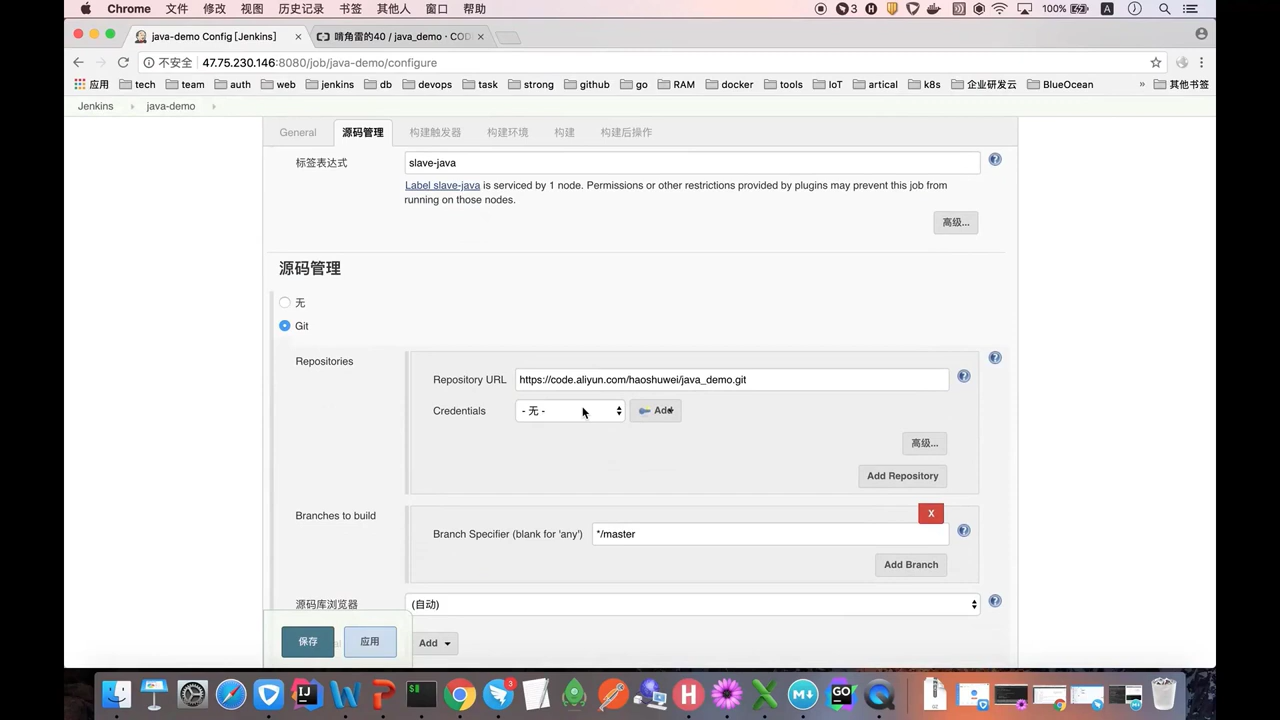 Chrome 文件 修改 视图 历史记录 书签 其他人 窗口 帮助 3 100% A
java-demo Config [Jenkins] 啃角雷的40 / java_demo · COD
不安全 47.75.230.146:8080/job/java-demo/configure
应用 tech team auth web jenkins db devops task strong github go RAM docker tools IoT artical k8s 企业研发云 BlueOcean » 其他书签
Jenkins java-demo
General 源码管理 构建触发器 构建环境 构建 构建后操作
标签表达式 slave-java
Label slave-java is serviced by 1 node. Permissions or other restrictions provided by plugins may prevent this job from
running on those nodes.
高级...
源码管理
无
Git
Repositories
Repository URL https://code.aliyun.com/haoshuwei/java_demo.git
Credentials - 无 - Add
高级...
Add Repository
Branches to build X
Branch Specifier (blank for 'any') */master
Add Branch
源码库浏览器 (自动)
保存 应用 Add
3